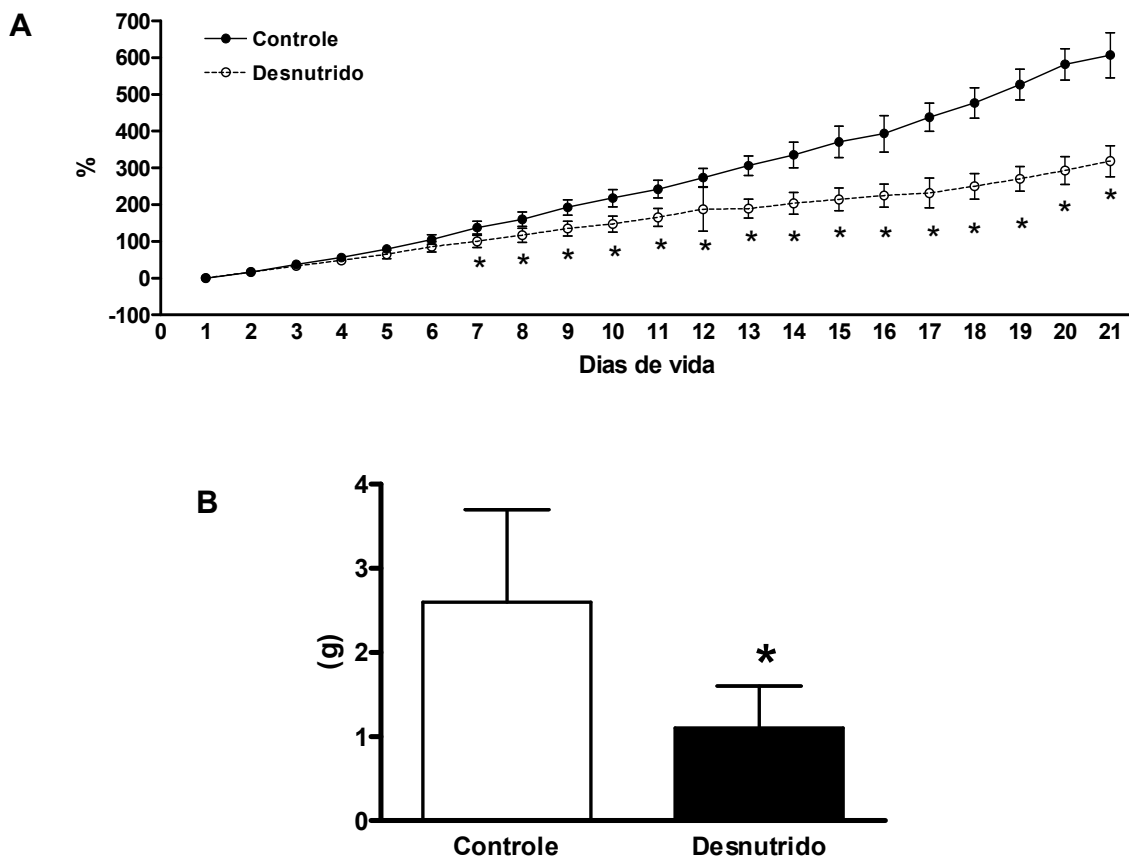 A
700
600
500
400
300
200
100
0
-100
%
Controle
Desnutrido
* * * * * * * * * * * * * * *
0 1 2 3 4 5 6 7 8 9 10 11 12 13 14 15 16 17 18 19 20 21
Dias de vida
B
4
3
2
1
0
(g)
*
Controle Desnutrido